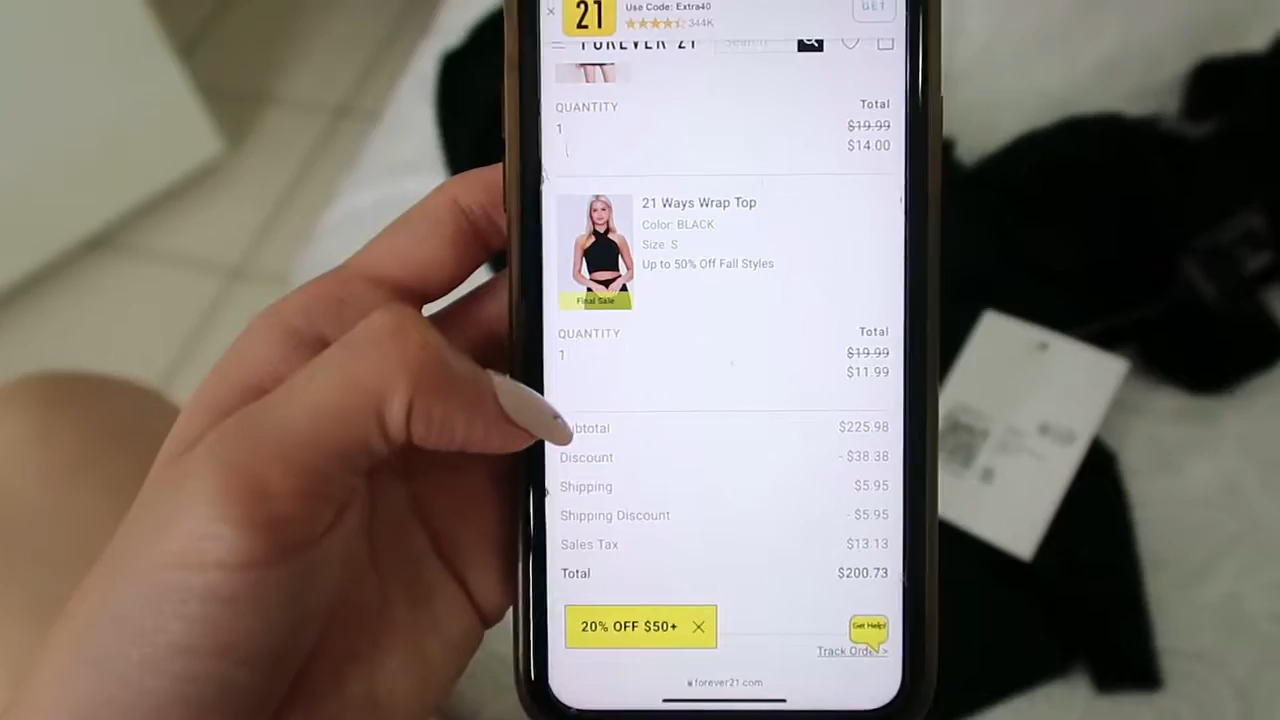 × 21 Use Code: Extra40 GET
344K
FOREVER 21 Search
QUANTITY Total
1 $19.99
$14.00
21 Ways Wrap Top
Color: BLACK
Size: S
Up to 50% Off Fall Styles
Final Sale
QUANTITY Total
1 $19.99
$11.99
ubtotal $225.98
Discount - $38.38
Shipping $5.95
Shipping Discount - $5.95
Sales Tax $13.13
Total $200.73
20% OFF $50+ ×
Get Help!
Track Order >
forever21.com